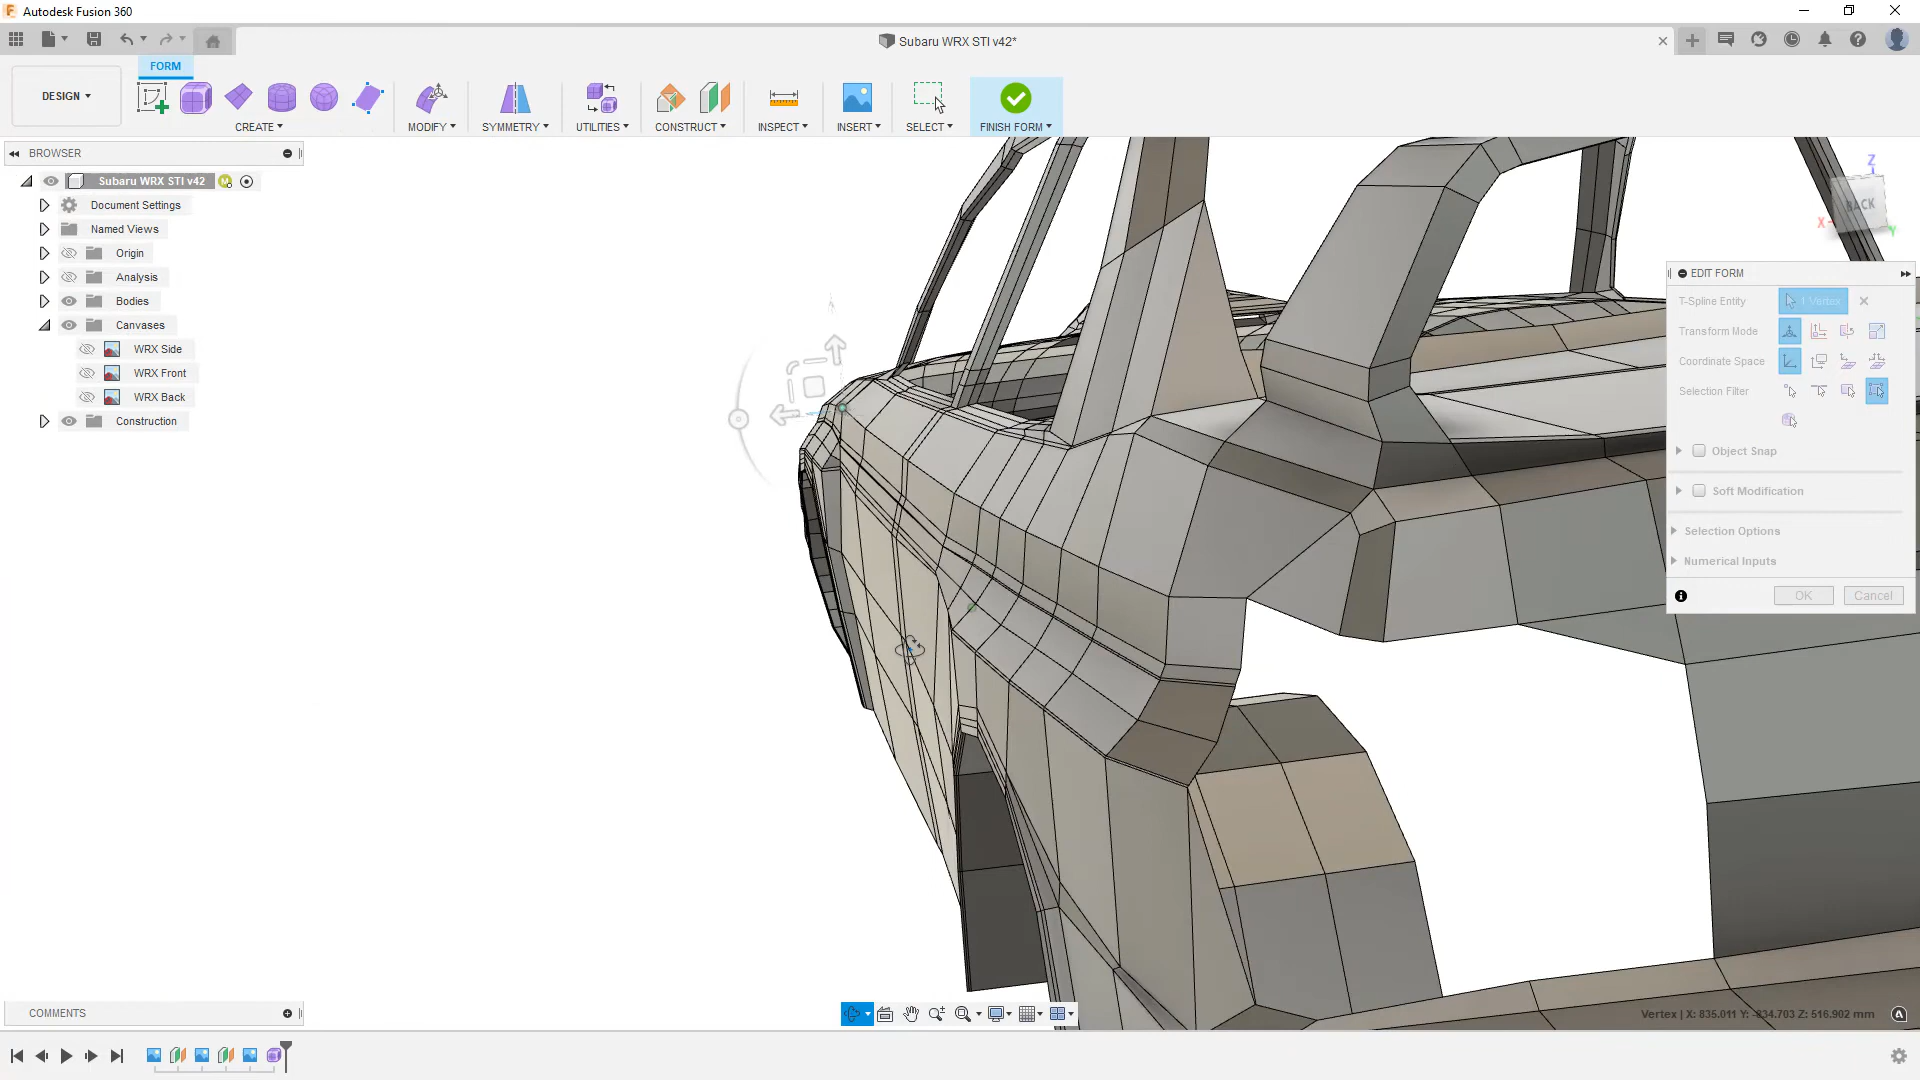 Autodesk Fusion 360
Subaru WRX STI v42*
FORM
DESIGN
CREATE
MODIFY
SYMMETRY
UTILITIES
CONSTRUCT
INSPECT
INSERT
SELECT
FINISH FORM
BROWSER
Subaru WRX STI v42
Document Settings
Named Views
Origin
Analysis
Bodies
Canvases
WRX Side
WRX Front
WRX Back
Construction
Z
BACK
X
Y
EDIT FORM
T-Spline Entity
1 Vertex
Transform Mode
Coordinate Space
Selection Filter
Object Snap
Soft Modification
Selection Options
Numerical Inputs
OK
Cancel
COMMENTS
Vertex | X: 835.011 Y: -834.703 Z: 516.902 mm